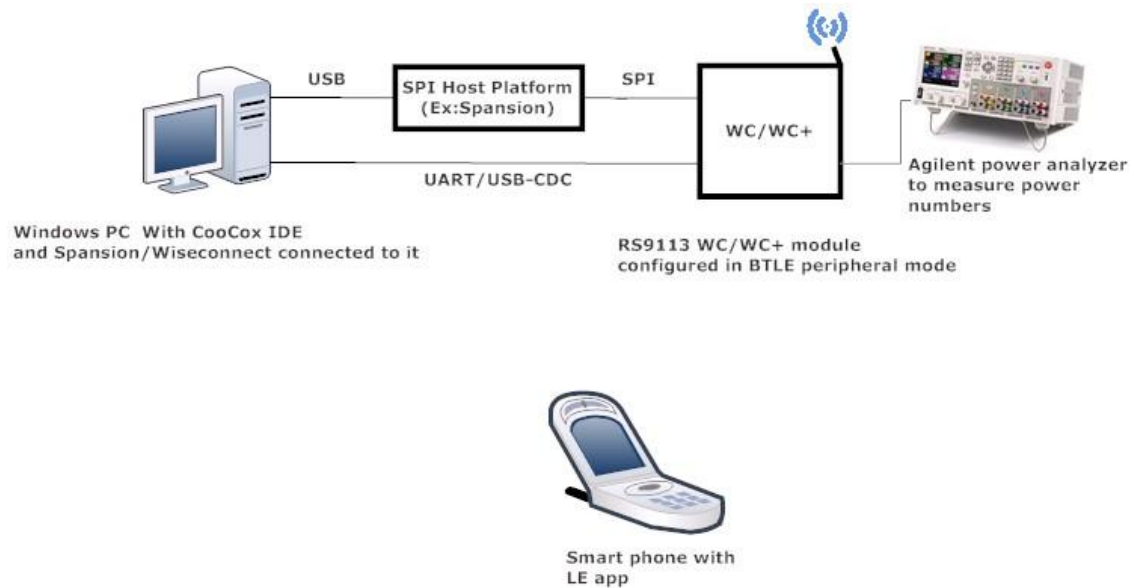 USB
SPI Host Platform
(Ex:Spansion)
SPI
WC/WC+
UART/USB-CDC
Agilent power analyzer
to measure power
numbers
Windows PC  With CooCox IDE
and Spansion/Wiseconnect connected to it
RS9113 WC/WC+ module
configured in BTLE peripheral mode
Smart phone with
LE app